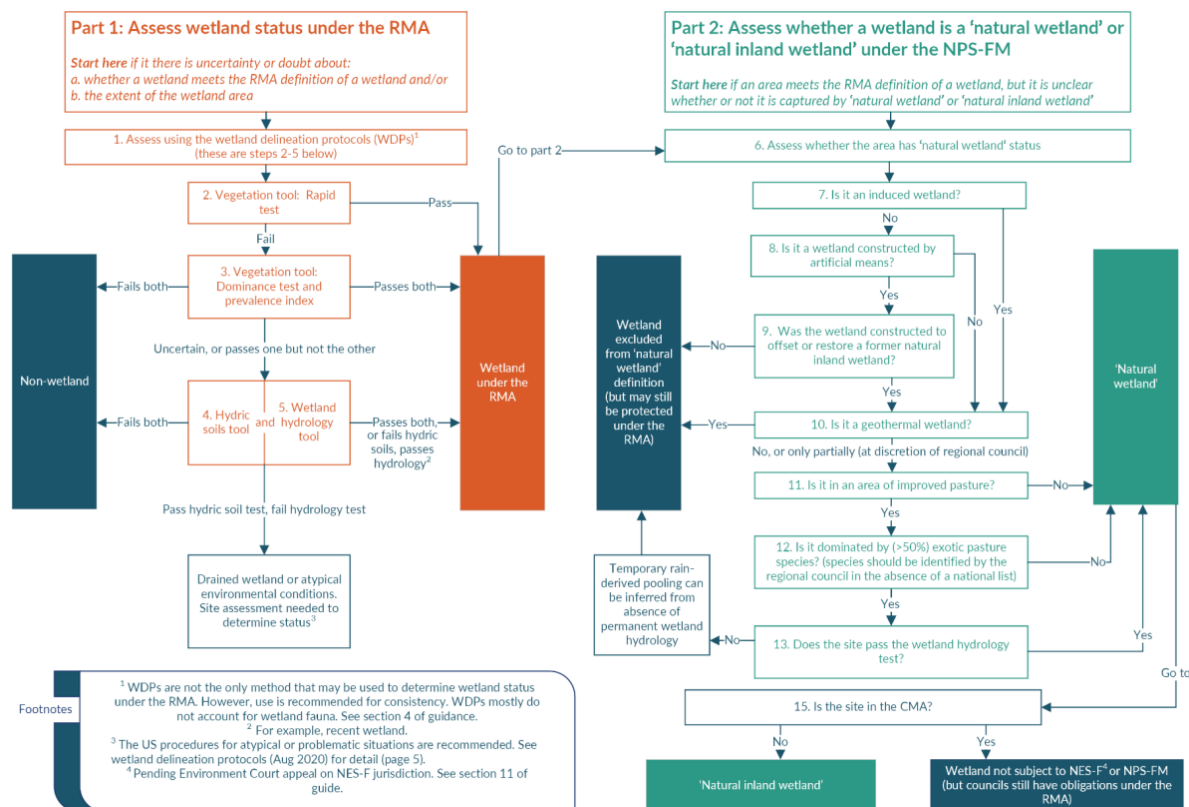 Part 1: Assess wetland status under the RMA
Start here if it there is uncertainty or doubt about:
a. whether a wetland meets the RMA definition of a wetland and/or
b. the extent of the wetland area
1. Assess using the wetland delineation protocols (WDPs)1
(these are steps 2-5 below)
2. Vegetation tool: Rapid
test
Pass
Fail
3. Vegetation tool:
Dominance test and
prevalence index
Fails both
Passes both
Uncertain, or passes one but not the other
Non-wetland
4. Hydric
soils tool
and
5. Wetland
hydrology
tool
Fails both
Passes both,
or fails hydric
soils, passes
hydrology2
Wetland
under the
RMA
Pass hydric soil test, fail hydrology test
Drained wetland or atypical
environmental conditions.
Site assessment needed to
determine status3
Footnotes
1 WDPs are not the only method that may be used to determine wetland status
under the RMA. However, use is recommended for consistency. WDPs mostly do
not account for wetland fauna. See section 4 of guidance.
2 For example, recent wetland.
3 The US procedures for atypical or problematic situations are recommended. See
wetland delineation protocols (Aug 2020) for detail (page 5).
4 Pending Environment Court appeal on NES-F jurisdiction. See section 11 of
guide.
Part 2: Assess whether a wetland is a 'natural wetland' or
'natural inland wetland' under the NPS-FM
Start here if an area meets the RMA definition of a wetland, but it is unclear
whether or not it is captured by 'natural wetland' or 'natural inland wetland'
Go to part 2
6. Assess whether the area has 'natural wetland' status
7. Is it an induced wetland?
No
Yes
8. Is it a wetland constructed by
artificial means?
Yes
No
9. Was the wetland constructed to
offset or restore a former natural
inland wetland?
No
Yes
Wetland
excluded
from 'natural
wetland'
definition
(but may still
be protected
under the
RMA)
'Natural
wetland'
10. Is it a geothermal wetland?
Yes
No, or only partially (at discretion of regional council)
11. Is it in an area of improved pasture?
No
Yes
12. Is it dominated by (>50%) exotic pasture
species? (species should be identified by the
regional council in the absence of a national list)
No
Yes
Temporary rain-
derived pooling can
be inferred from
absence of
permanent wetland
hydrology
13. Does the site pass the wetland hydrology
test?
No
Yes
Go to
15. Is the site in the CMA?
No
Yes
'Natural inland wetland'
Wetland not subject to NES-F4 or NPS-FM
(but councils still have obligations under the
RMA)